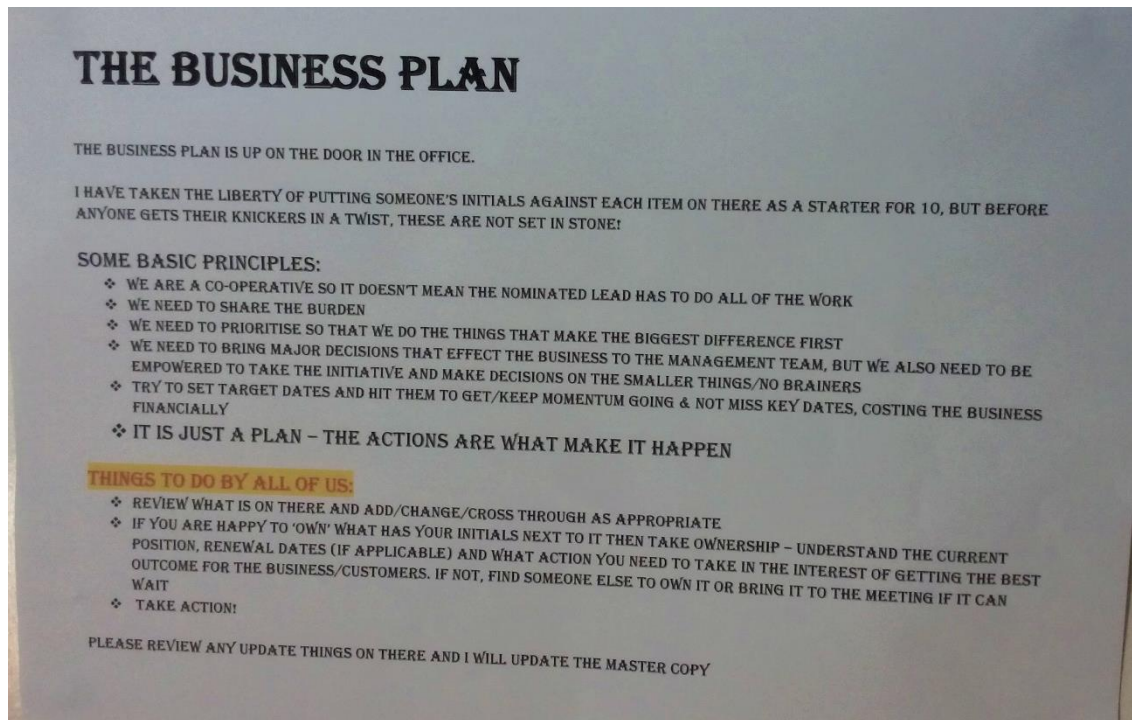 THE BUSINESS PLAN
THE BUSINESS PLAN IS UP ON THE DOOR IN THE OFFICE.
I HAVE TAKEN THE LIBERTY OF PUTTING SOMEONE'S INITIALS AGAINST EACH ITEM ON THERE AS A STARTER FOR 10, BUT BEFORE
ANYONE GETS THEIR KNICKERS IN A TWIST, THESE ARE NOT SET IN STONE!
SOME BASIC PRINCIPLES:
❖ WE ARE A CO-OPERATIVE SO IT DOESN'T MEAN THE NOMINATED LEAD HAS TO DO ALL OF THE WORK
❖ WE NEED TO SHARE THE BURDEN
❖ WE NEED TO PRIORITISE SO THAT WE DO THE THINGS THAT MAKE THE BIGGEST DIFFERENCE FIRST
❖ WE NEED TO BRING MAJOR DECISIONS THAT EFFECT THE BUSINESS TO THE MANAGEMENT TEAM, BUT WE ALSO NEED TO BE
EMPOWERED TO TAKE THE INITIATIVE AND MAKE DECISIONS ON THE SMALLER THINGS/NO BRAINERS
❖ TRY TO SET TARGET DATES AND HIT THEM TO GET/KEEP MOMENTUM GOING & NOT MISS KEY DATES, COSTING THE BUSINESS
FINANCIALLY
❖ IT IS JUST A PLAN – THE ACTIONS ARE WHAT MAKE IT HAPPEN
THINGS TO DO BY ALL OF US:
❖ REVIEW WHAT IS ON THERE AND ADD/CHANGE/CROSS THROUGH AS APPROPRIATE
❖ IF YOU ARE HAPPY TO 'OWN' WHAT HAS YOUR INITIALS NEXT TO IT THEN TAKE OWNERSHIP – UNDERSTAND THE CURRENT
POSITION, RENEWAL DATES (IF APPLICABLE) AND WHAT ACTION YOU NEED TO TAKE IN THE INTEREST OF GETTING THE BEST
OUTCOME FOR THE BUSINESS/CUSTOMERS. IF NOT, FIND SOMEONE ELSE TO OWN IT OR BRING IT TO THE MEETING IF IT CAN
WAIT
❖ TAKE ACTION!
PLEASE REVIEW ANY UPDATE THINGS ON THERE AND I WILL UPDATE THE MASTER COPY